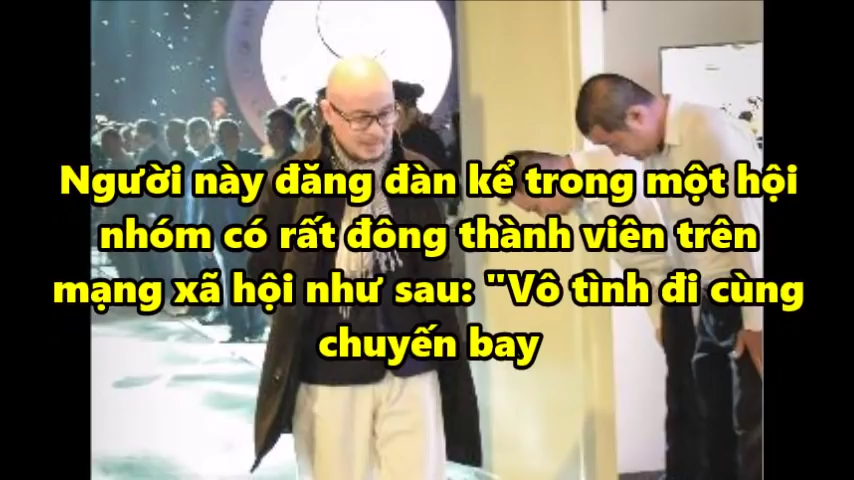 Người này đăng đàn kể trong một hội
nhóm có rất đông thành viên trên
mạng xã hội như sau: "Vô tình đi cùng
chuyến bay